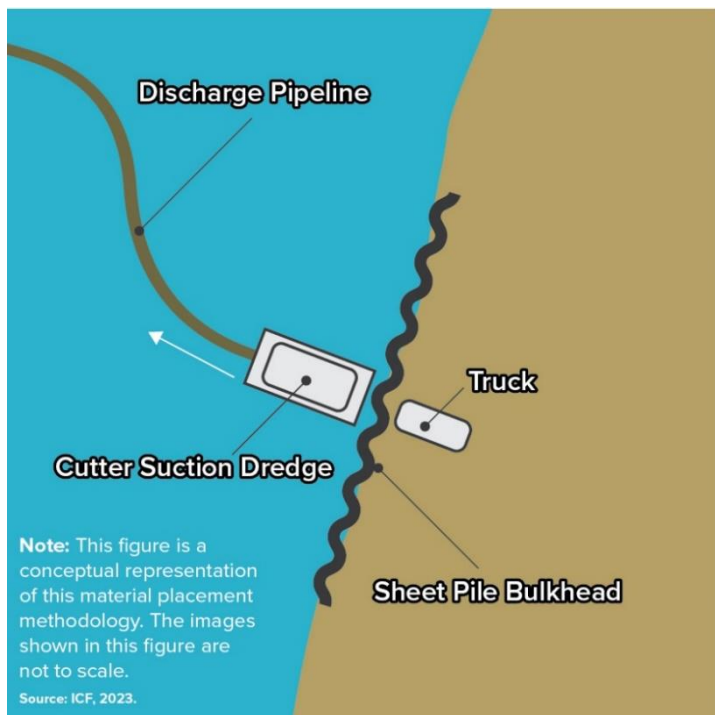 Discharge Pipeline
Truck
Cutter Suction Dredge
Sheet Pile Bulkhead
Note: This figure is a
conceptual representation
of this material placement
methodology. The images
shown in this figure are
not to scale.
Source: ICF, 2023.